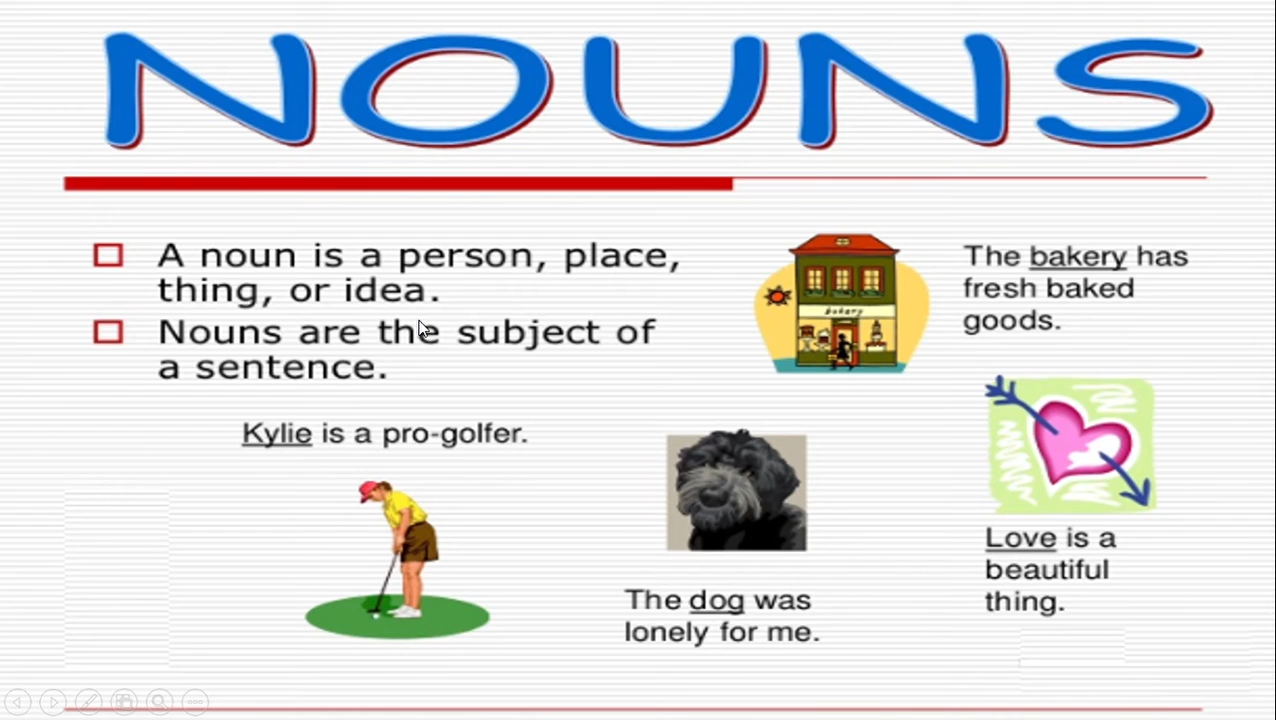 NOUNS
A noun is a person, place,
thing, or idea.
Nouns are the subject of
a sentence.
Kylie is a pro-golfer.
bakery
The bakery has
fresh baked
goods.
The dog was
lonely for me.
Love is a
beautiful
thing.